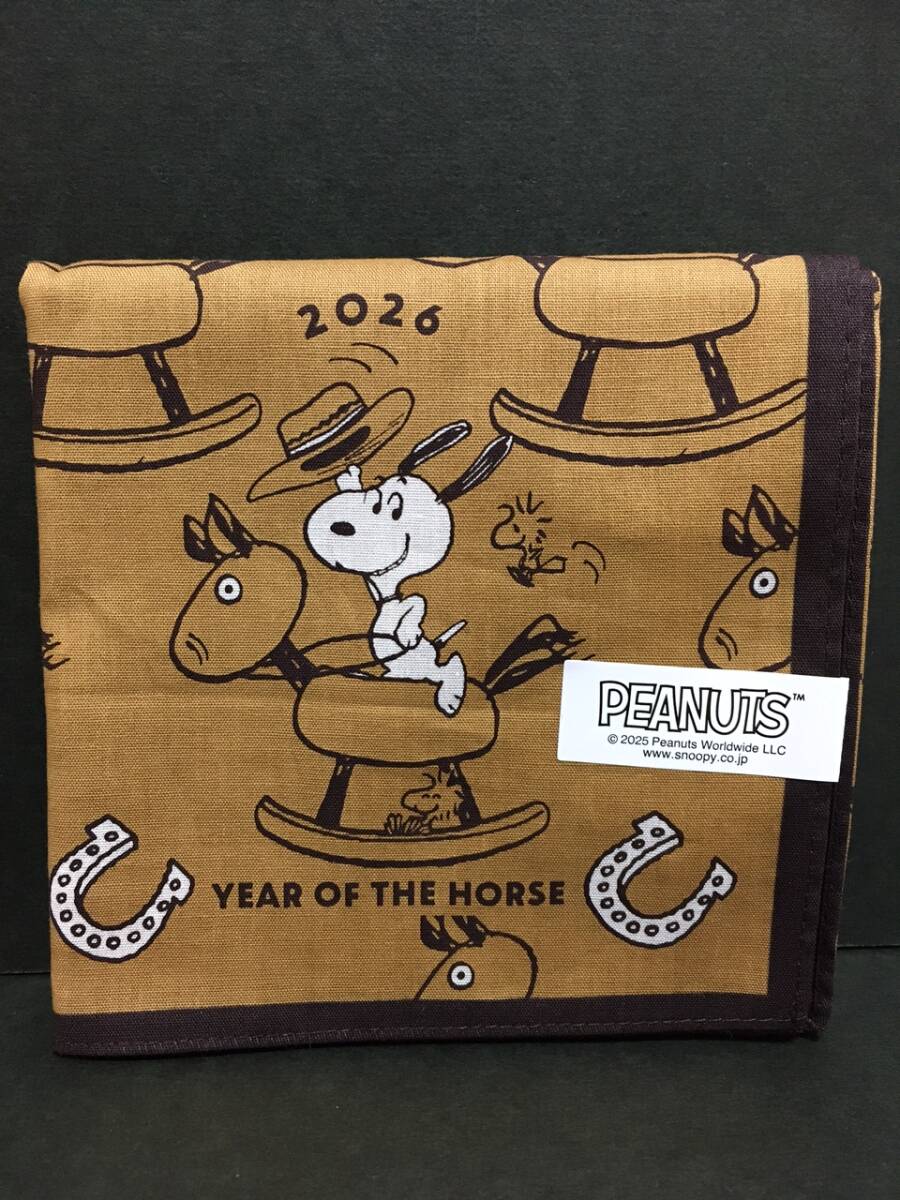 2026
PEANUTS™
© 2025 Peanuts Worldwide LLC
www.snoopy.co.jp
YEAR OF THE HORSE